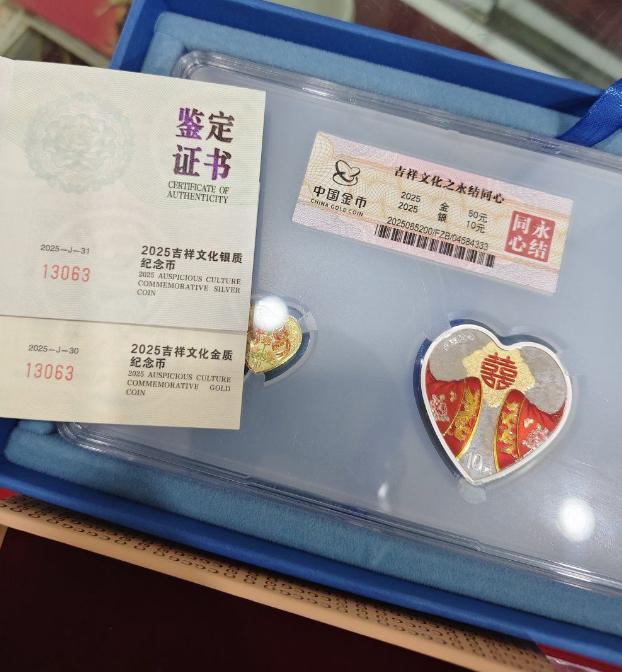 鉴定
证书
CERTIFICATE OF
AUTHENTICITY
2025—J—31
13063
2025吉祥文化银质
纪念币
2025 AUSPICIOUS CULTURE
COMMEMORATIVE SILVER
COIN
2025—J—30
13063
2025吉祥文化金质
纪念币
2025 AUSPICIOUS CULTURE
COMMEMORATIVE GOLD
COIN
中国金币
CHINA GOLD COIN
吉祥文化之永结同心
2025 金 50元
2025 银 10元
2025085200/FZB/04584333
永结
同心
囍
10元